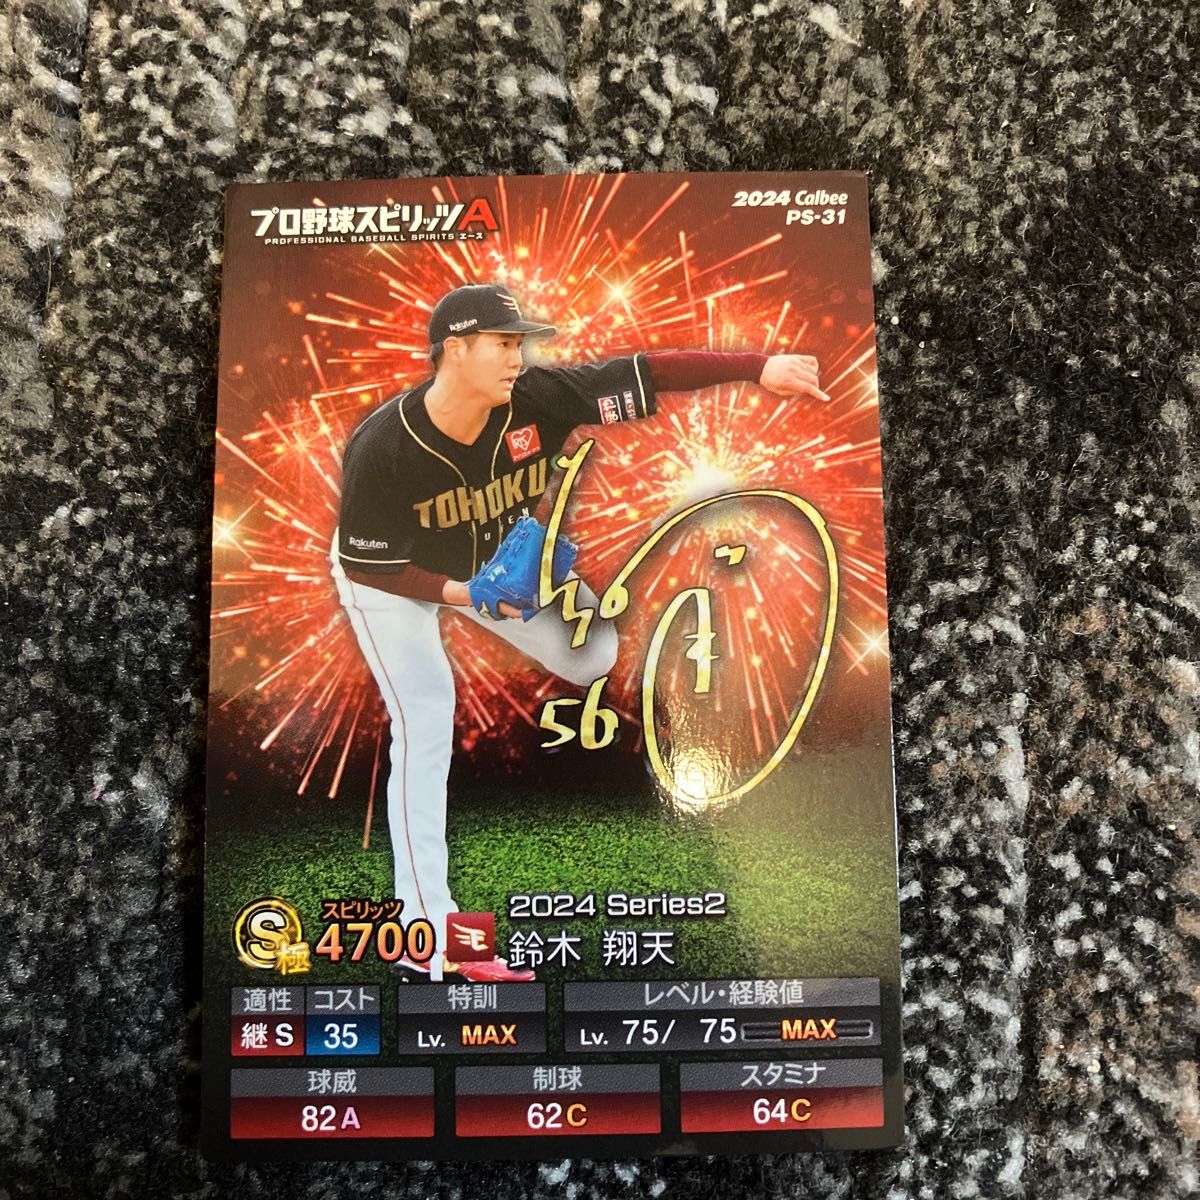 プロ野球スピリッツA
PROFESSIONAL BASEBALL SPIRITS エース
2024 Calbee
PS-31
Rakuten
IRIS
TOHOKU
Rakuten
56
S極
スピリッツ
4700
2024 Series2
鈴木 翔天
適性 コスト 特訓 レベル・経験値
継 S 35 Lv. MAX Lv. 75/ 75 MAX
球威 制球 スタミナ
82A 62C 64C